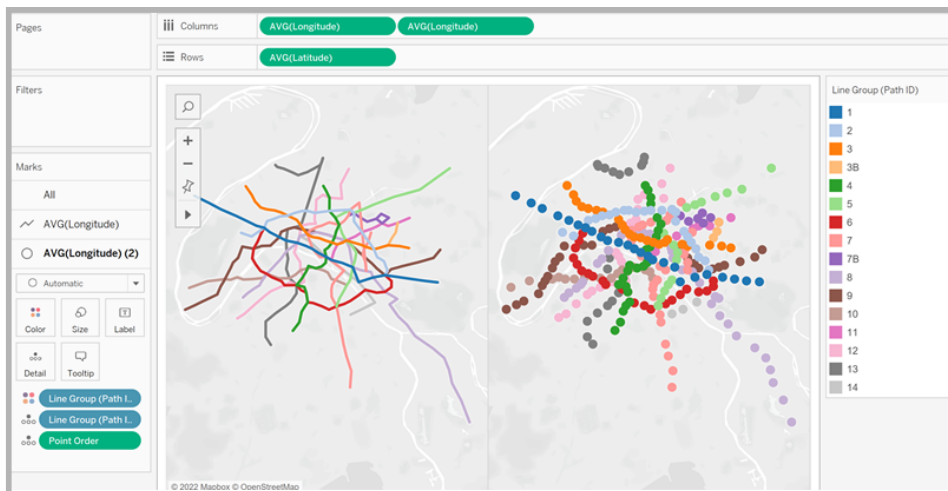 Pages
Columns
AVG(Longitude)
AVG(Longitude)
Rows
AVG(Latitude)
Filters
Marks
All
AVG(Longitude)
AVG(Longitude) (2)
Automatic
Color
Size
Label
Detail
Tooltip
Line Group (Path I..
Line Group (Path I..
Point Order
© 2022 Mapbox © OpenStreetMap
Line Group (Path ID)
1
2
3
3B
4
5
6
7
7B
8
9
10
11
12
13
14